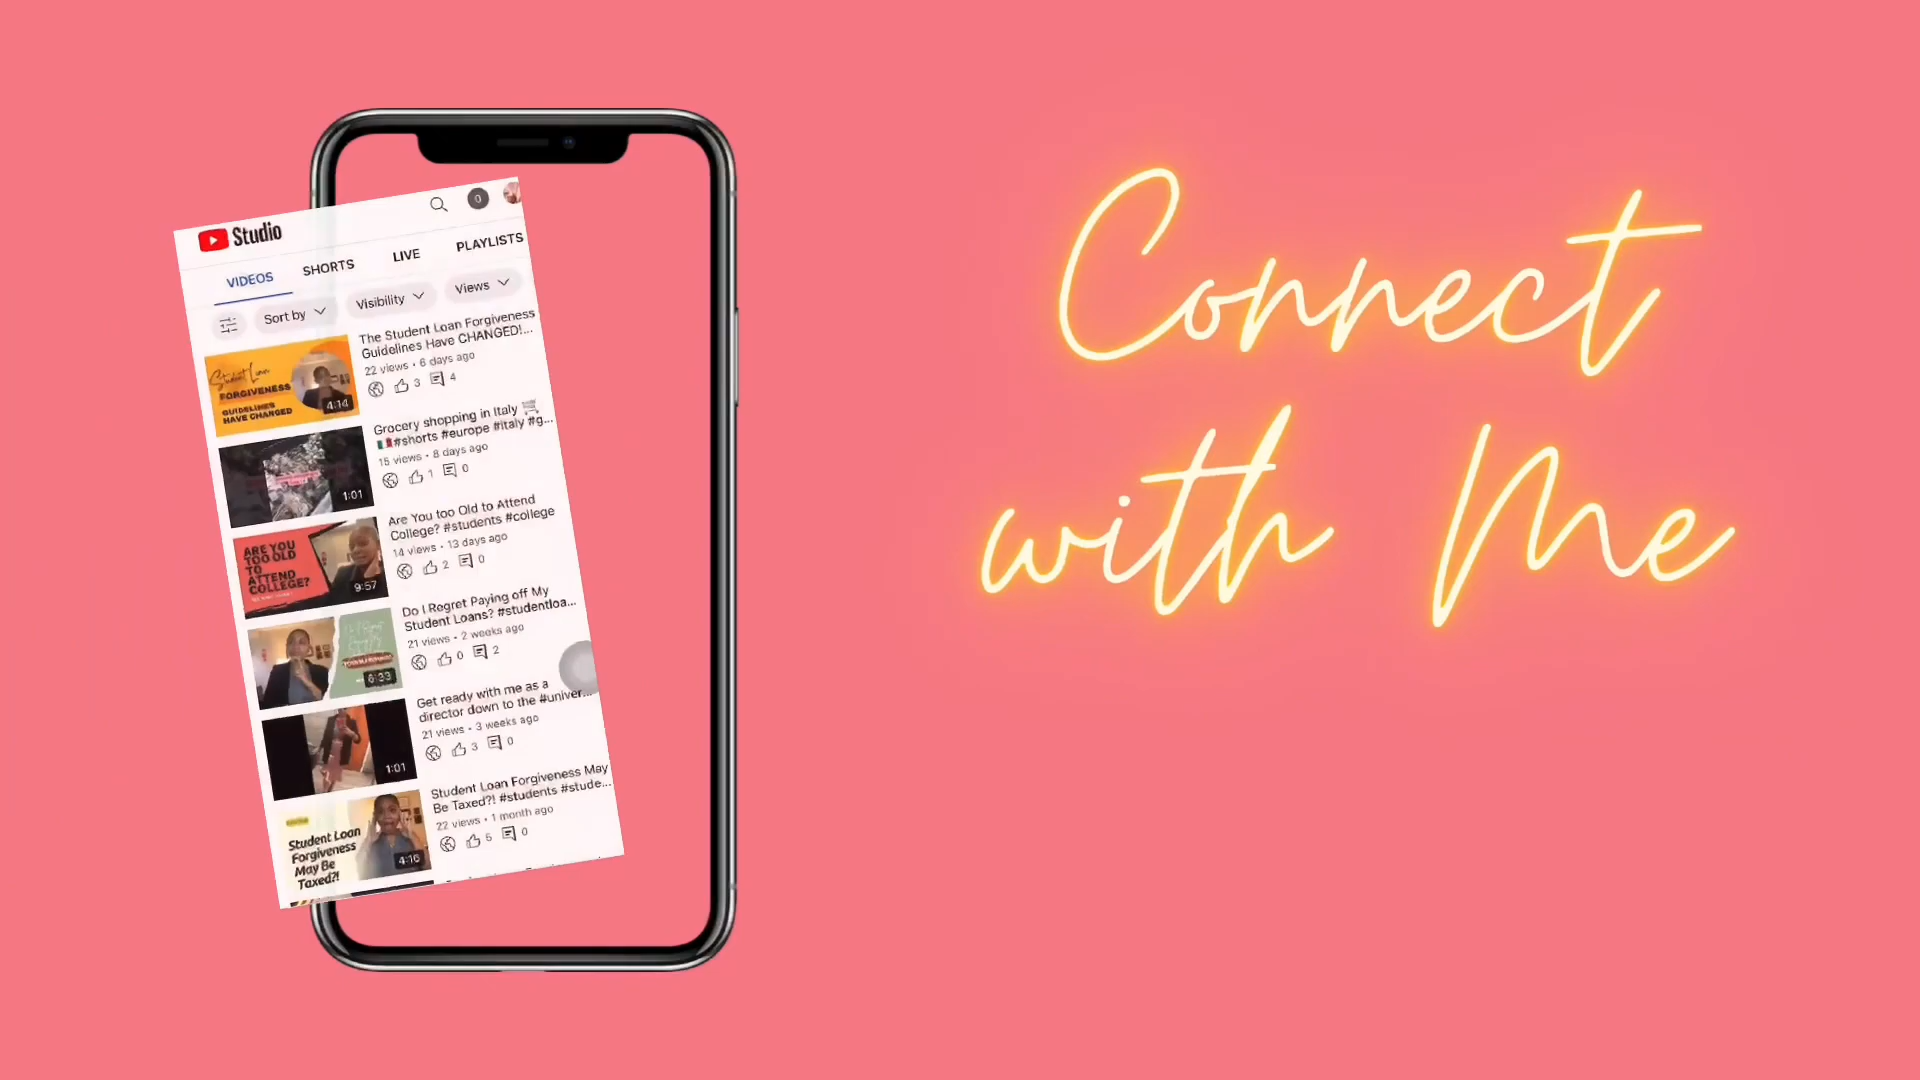 Studio
0
VIDEOS SHORTS LIVE PLAYLISTS
Sort by Visibility Views
The Student Loan Forgiveness
Guidelines Have CHANGED!...
22 views • 6 days ago
3 4
Student Loan
FORGIVENESS
GUIDELINES
HAVE CHANGED
4:14
Grocery shopping in Italy 🛒
🇮🇹#shorts #europe #italy #g...
15 views • 8 days ago
1 0
1:01
Are You too Old to Attend
College? #students #college
14 views • 13 days ago
2 0
ARE YOU
TOO OLD
TO
ATTEND
COLLEGE?
9:57
Do I Regret Paying off My
Student Loans? #studentloa...
21 views • 2 weeks ago
0 2
6:33
Get ready with me as a
director down to the #univer...
21 views • 3 weeks ago
3 0
1:01
Student Loan Forgiveness May
Be Taxed?! #students #stude...
22 views • 1 month ago
5 0
Student Loan
Forgiveness
May Be
Taxed?!
4:16
Connect
with Me